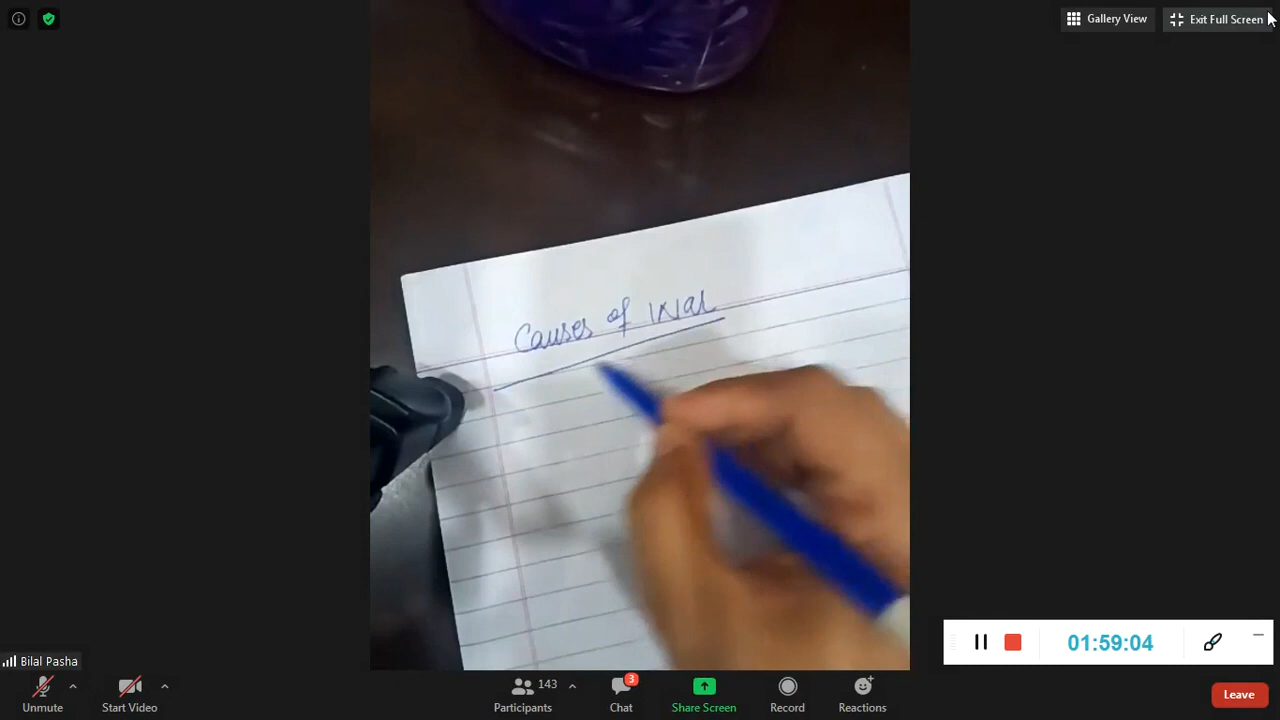 Gallery View
Exit Full Screen
Causes of War
01:59:04
Bilal Pasha
Unmute
Start Video
143
Participants
3
Chat
Share Screen
Record
Reactions
Leave